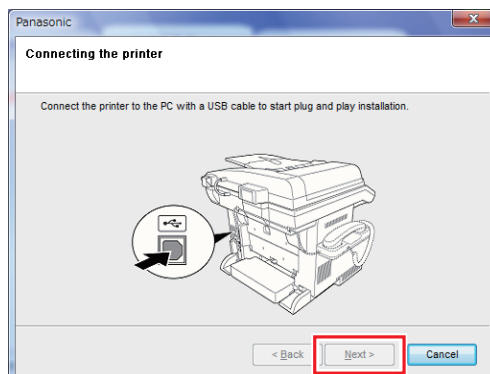 Panasonic
Connecting the printer
Connect the printer to the PC with a USB cable to start plug and play installation.
< Back
Next >
Cancel